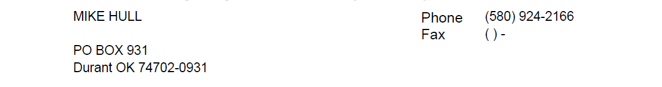 MIKE HULL Phone (580) 924-2166
Fax ( ) -
PO BOX 931
Durant OK 74702-0931